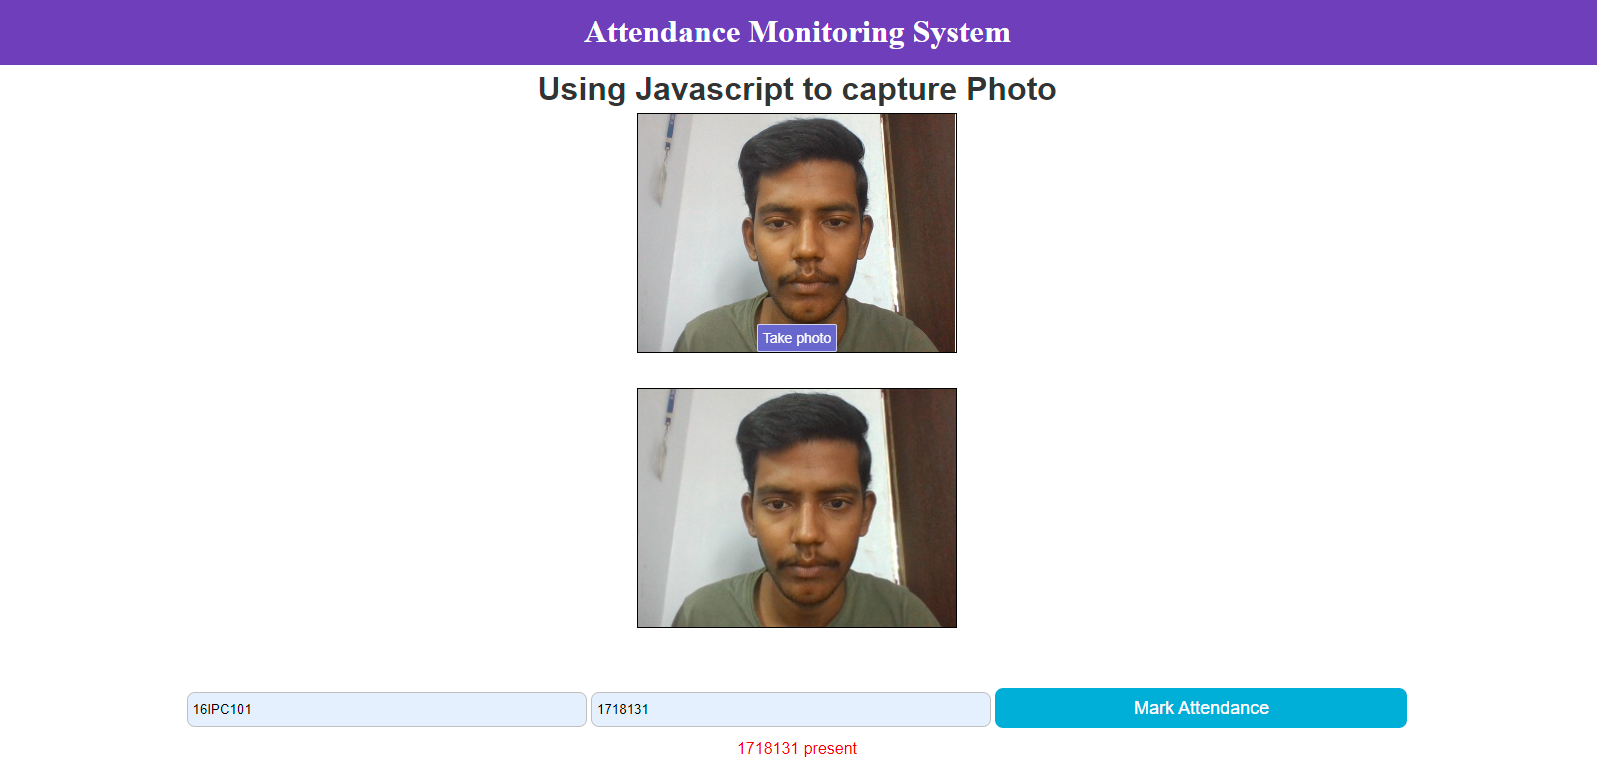 Attendance Monitoring System
Using Javascript to capture Photo
Take photo
16IPC101 1718131 Mark Attendance
1718131 present